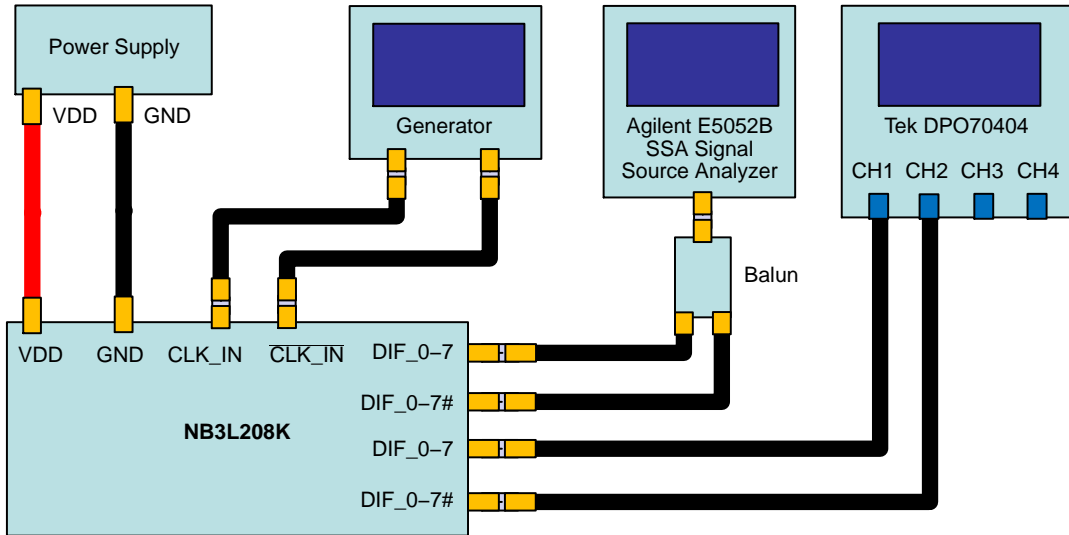 Power Supply
VDD
GND
Generator
Agilent E5052B
SSA Signal
Source Analyzer
Tek DPO70404
CH1 CH2 CH3 CH4
Balun
VDD GND CLK_IN CLK_IN
DIF_0–7
DIF_0–7#
NB3L208K
DIF_0–7
DIF_0–7#